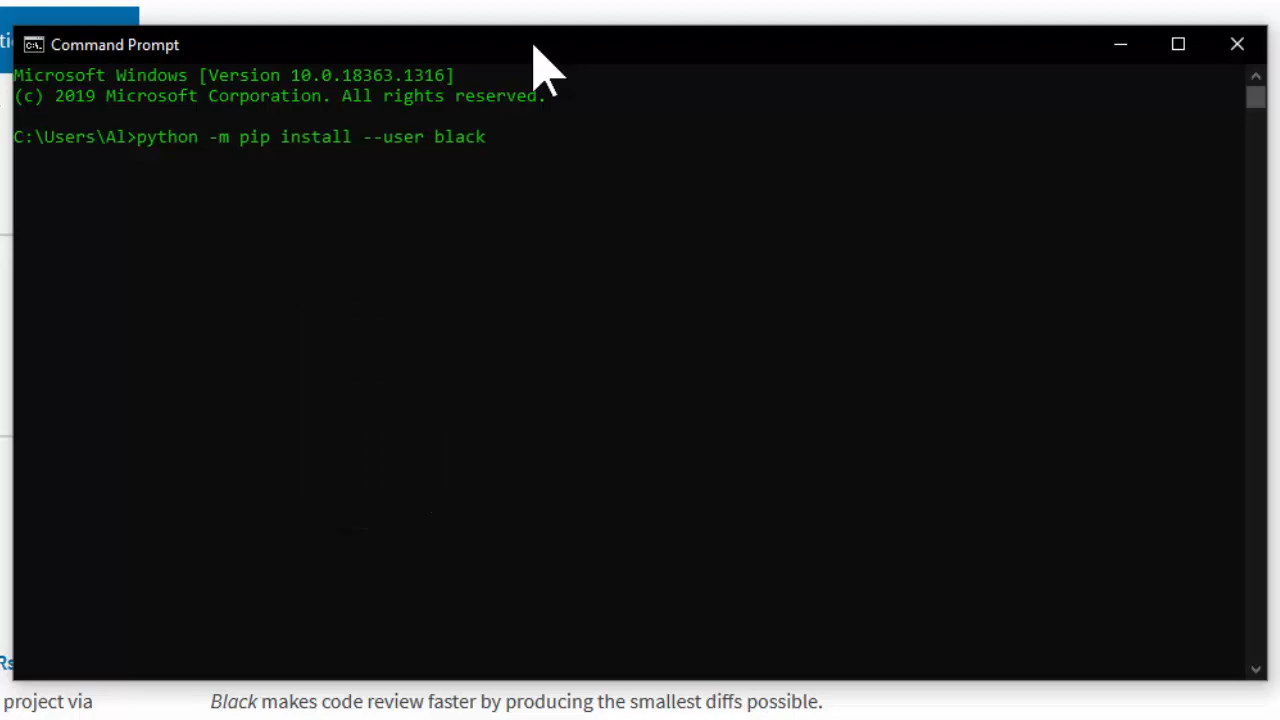 Command Prompt
Microsoft Windows [Version 10.0.18363.1316]
(c) 2019 Microsoft Corporation. All rights reserved.
C:\Users\Al>python -m pip install --user black
project via
Black makes code review faster by producing the smallest diffs possible.